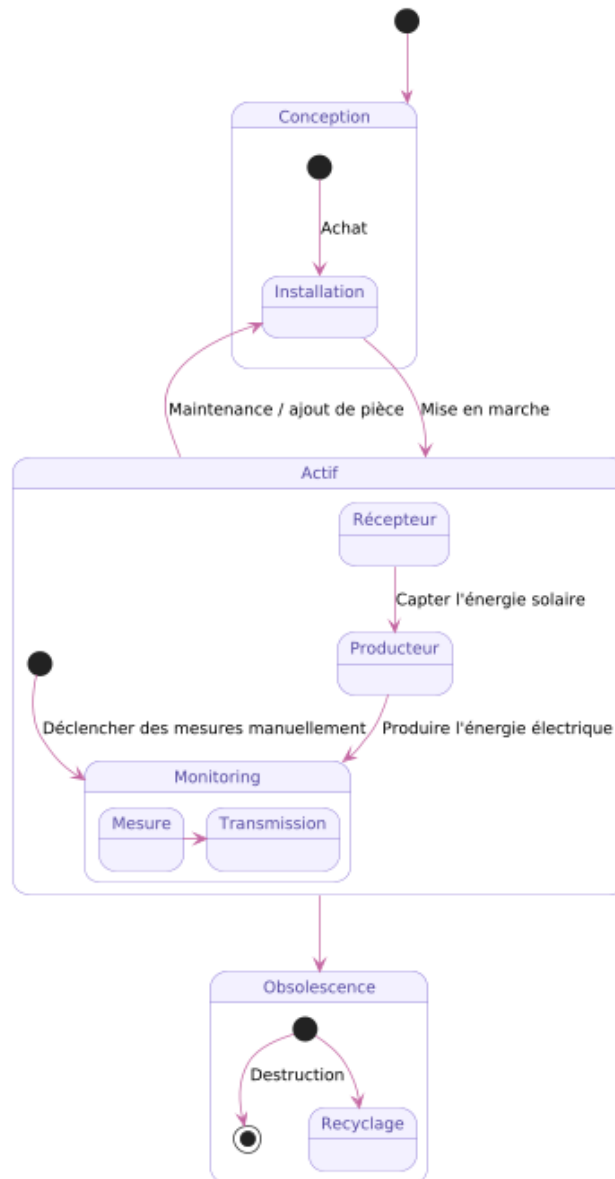 Conception
Achat
Installation
Maintenance / ajout de pièce
Mise en marche
Actif
Récepteur
Capter l'énergie solaire
Producteur
Déclencher des mesures manuellement
Produire l'énergie électrique
Monitoring
Mesure
Transmission
Obsolescence
Destruction
Recyclage